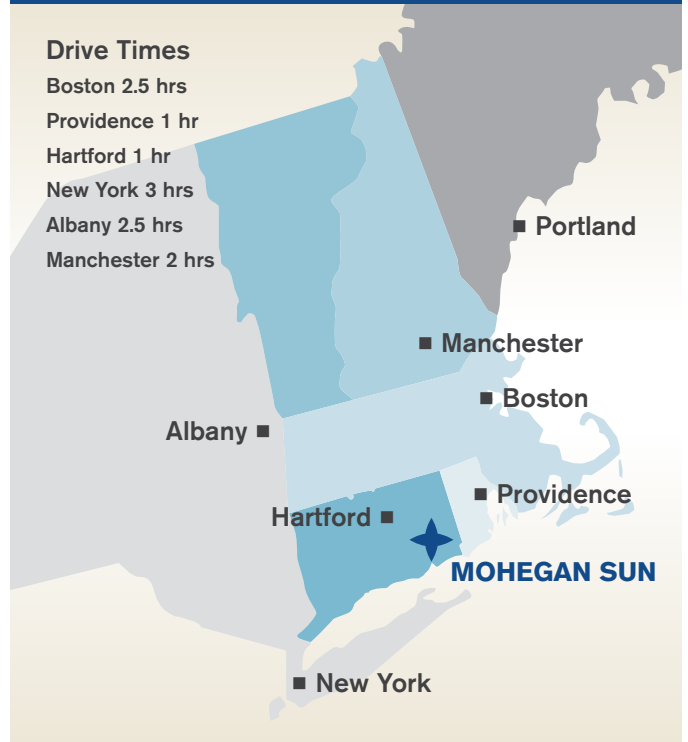 Drive Times
Boston 2.5 hrs
Providence 1 hr
Hartford 1 hr
New York 3 hrs
Albany 2.5 hrs
Manchester 2 hrs
Portland
Manchester
Boston
Albany
Providence
Hartford
MOHEGAN SUN
New York